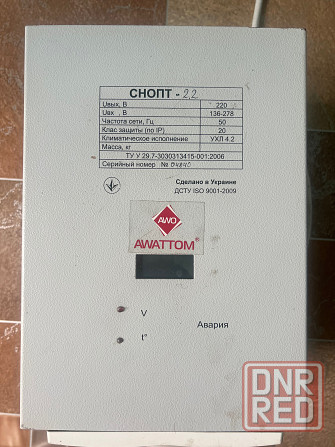 СНОПТ - 2,2
Uвых, В 220
Uвх , В 136-278
Частота сети, Гц 50
Клас защиты (по IP) 20
Климатическое исполнение УХЛ 4.2
Масса, кг
ТУ У 29.7-3030313415-001:2006
Серийный номер №
Сделано в Украине
ДСТУ ISO 9001-2009
AWO
AWATTOM®
V
Авария
t°
DNR
RED